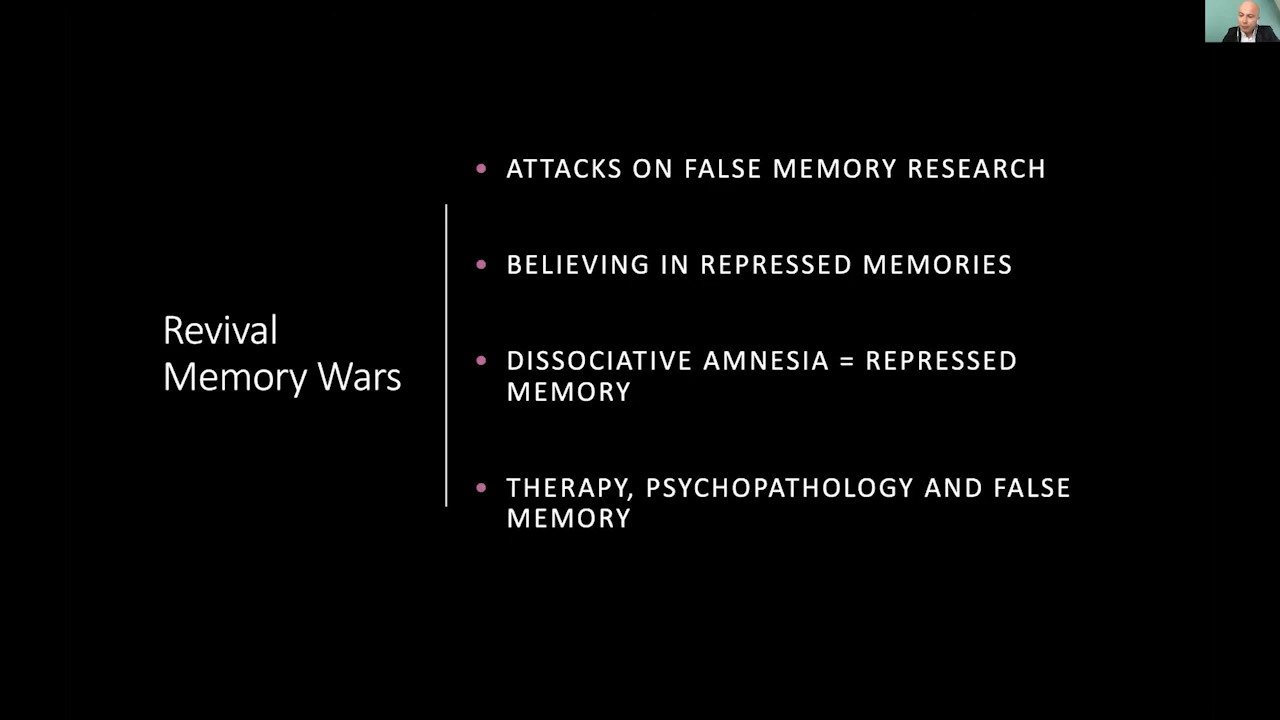 Revival
Memory Wars
• ATTACKS ON FALSE MEMORY RESEARCH
• BELIEVING IN REPRESSED MEMORIES
• DISSOCIATIVE AMNESIA = REPRESSED
MEMORY
• THERAPY, PSYCHOPATHOLOGY AND FALSE
MEMORY